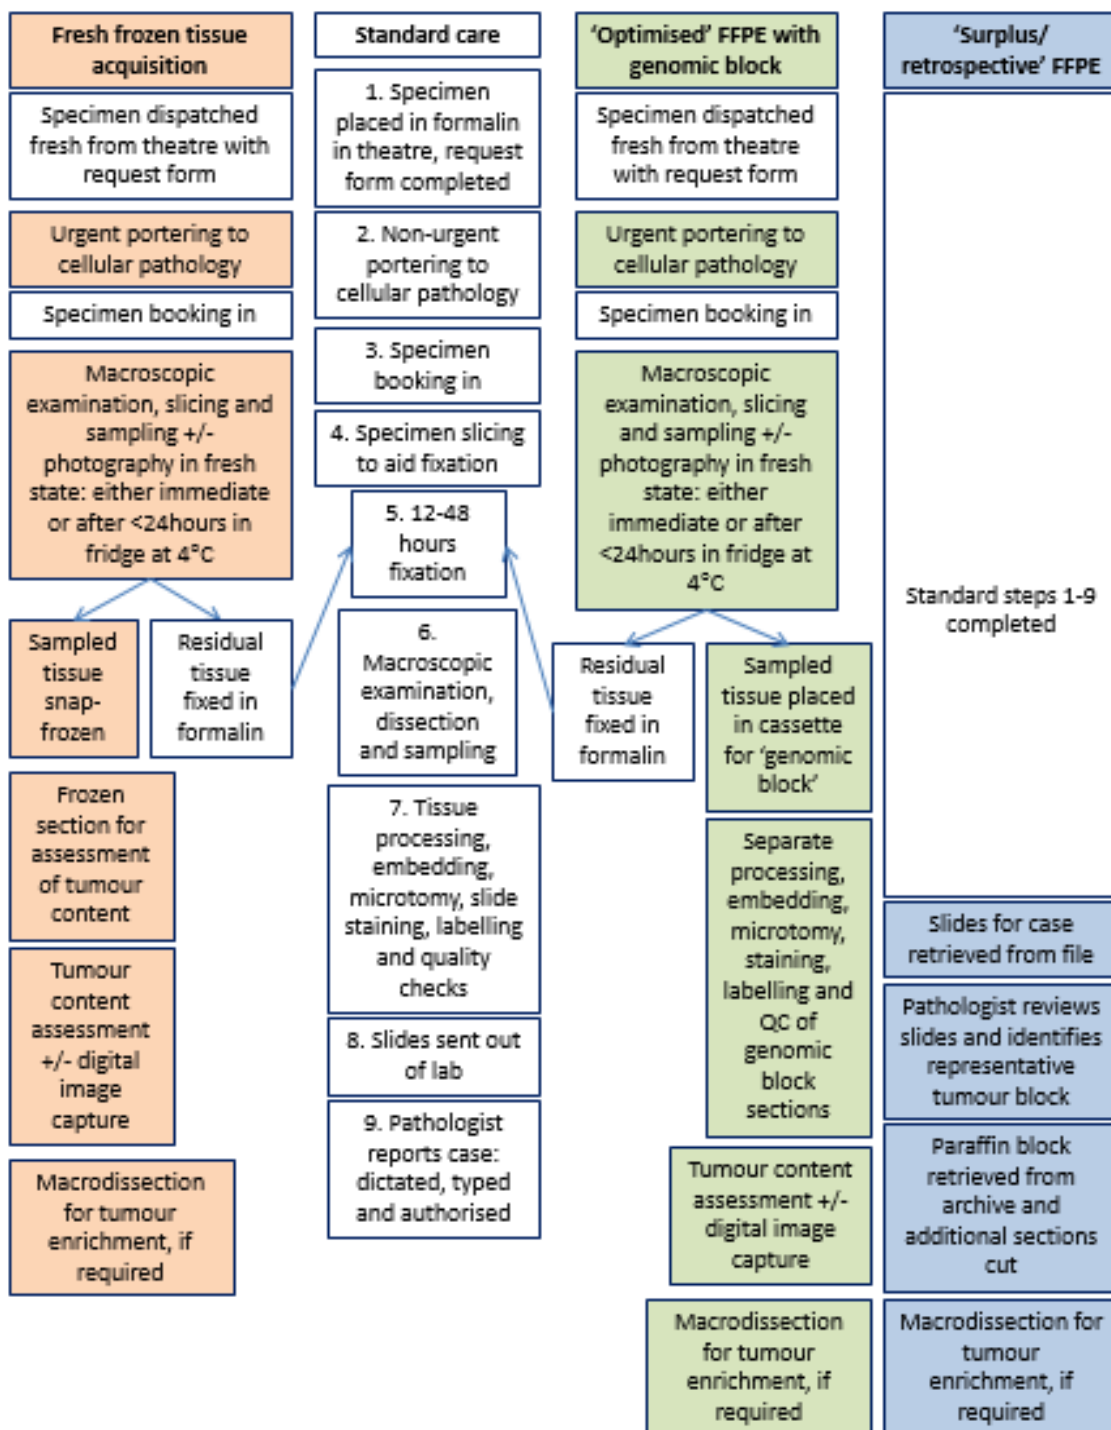 Fresh frozen tissue
acquisition
Specimen dispatched
fresh from theatre with
request form
Urgent portering to
cellular pathology
Specimen booking in
Macroscopic
examination, slicing and
sampling +/-
photography in fresh
state: either immediate
or after <24hours in
fridge at 4°C
Sampled
tissue
snap-
frozen
Residual
tissue
fixed in
formalin
Frozen
section for
assessment
of tumour
content
Tumour
content
assessment
+/- digital
image
capture
Macrodissection
for tumour
enrichment, if
required
Standard care
1. Specimen
placed in formalin
in theatre, request
form completed
2. Non-urgent
portering to
cellular pathology
3. Specimen
booking in
4. Specimen slicing
to aid fixation
5. 12-48
hours
fixation
6.
Macroscopic
examination,
dissection
and sampling
7. Tissue
processing,
embedding,
microtomy, slide
staining, labelling
and quality
checks
8. Slides sent out
of lab
9. Pathologist
reports case:
dictated, typed
and authorised
‘Optimised’ FFPE with
genomic block
Specimen dispatched
fresh from theatre
with request form
Urgent portering to
cellular pathology
Specimen booking in
Macroscopic
examination, slicing
and sampling +/-
photography in fresh
state: either
immediate or after
<24hours in fridge at
4°C
Residual
tissue
fixed in
formalin
Sampled
tissue placed
in cassette
for ‘genomic
block’
Separate
processing,
embedding,
microtomy,
staining,
labelling and
QC of
genomic
block
sections
Tumour content
assessment +/-
digital image
capture
Macrodissection
for tumour
enrichment, if
required
‘Surplus/
retrospective’ FFPE
Standard steps 1-9
completed
Slides for case
retrieved from file
Pathologist reviews
slides and identifies
representative
tumour block
Paraffin block
retrieved from
archive and
additional sections
cut
Macrodissection for
tumour
enrichment, if
required